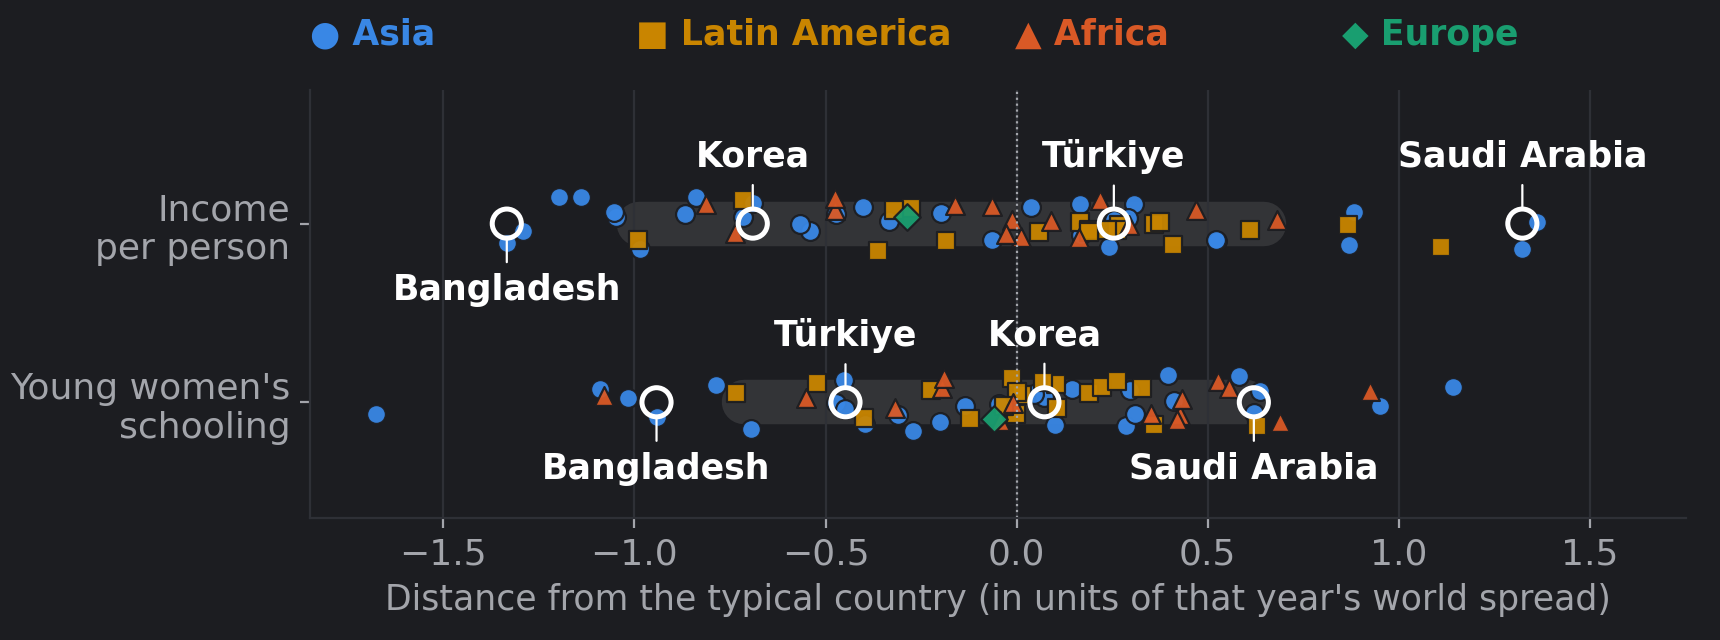 Asia Latin America Africa Europe
Korea Türkiye Saudi Arabia
Income
per person
Bangladesh
Türkiye Korea
Young women's
schooling
Bangladesh Saudi Arabia
−1.5 −1.0 −0.5 0.0 0.5 1.0 1.5
Distance from the typical country (in units of that year's world spread)